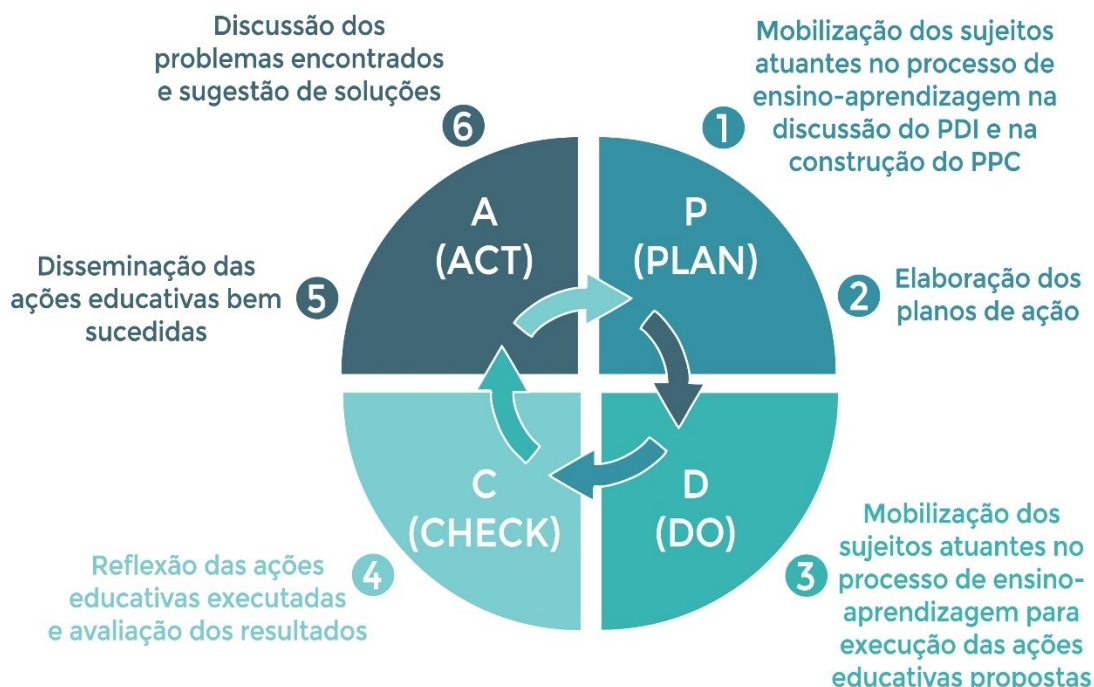 1
Mobilização dos sujeitos
atuantes no processo de
ensino-aprendizagem na
discussão do PDI e na
construção do PPC
P
(PLAN)
2
Elaboração dos
planos de ação
D
(DO)
3
Mobilização dos
sujeitos atuantes no
processo de ensino-
aprendizagem para
execução das ações
educativas propostas
C
(CHECK)
4
Reflexão das ações
educativas executadas
e avaliação dos resultados
A
(ACT)
5
Disseminação das
ações educativas bem
sucedidas
6
Discussão dos
problemas encontrados
e sugestão de soluções